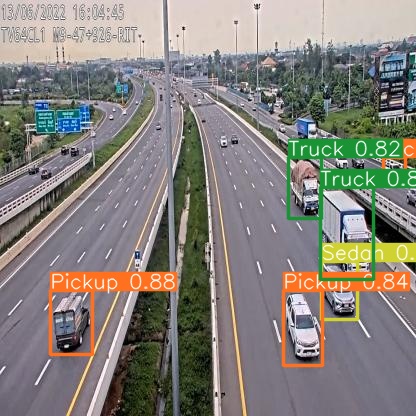 13/06/2022 16:04:45
TV64CL1 M9-47+926-RIT
Truck 0.82
Truck 0.8
Sedan 0.
Pickup 0.88
Pickup 0.84